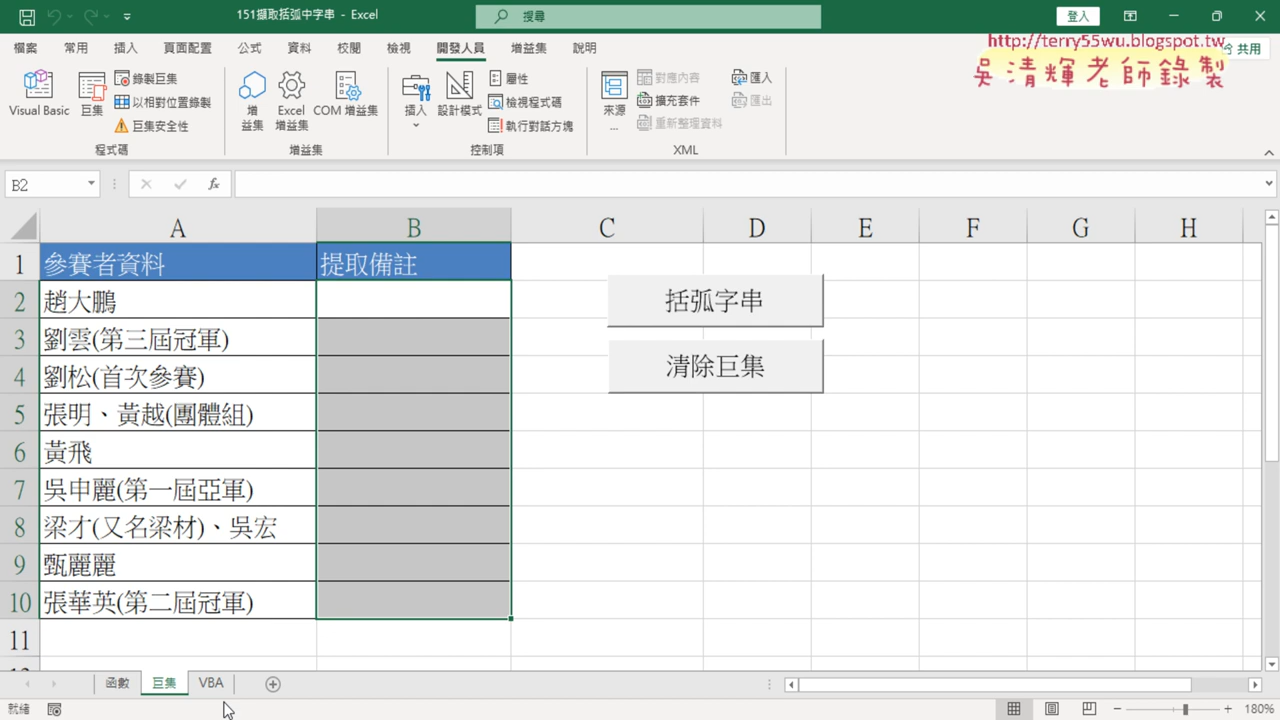 151擷取括弧中字串 - Excel
搜尋
登入
檔案 常用 插入 頁面配置 公式 資料 校閱 檢視 開發人員 增益集 說明
共用
http://terry55wu.blogspot.tw
吳清輝老師錄製
Visual Basic
巨集
錄製巨集
以相對位置錄製
巨集安全性
程式碼
增益集
Excel 增益集
COM 增益集
增益集
插入
設計模式
屬性
檢視程式碼
執行對話方塊
控制項
來源...
對應內容
擴充套件
重新整理資料
匯入
匯出
XML
B2
fx
A B C D E F G H
1 參賽者資料 提取備註
2 趙大鵬
3 劉雲(第三屆冠軍)
4 劉松(首次參賽)
5 張明、黃越(團體組)
6 黃飛
7 吳申麗(第一屆亞軍)
8 梁才(又名梁材)、吳宏
9 甄麗麗
10 張華英(第二屆冠軍)
11
括弧字串
清除巨集
函數 巨集 VBA
就緒
180%